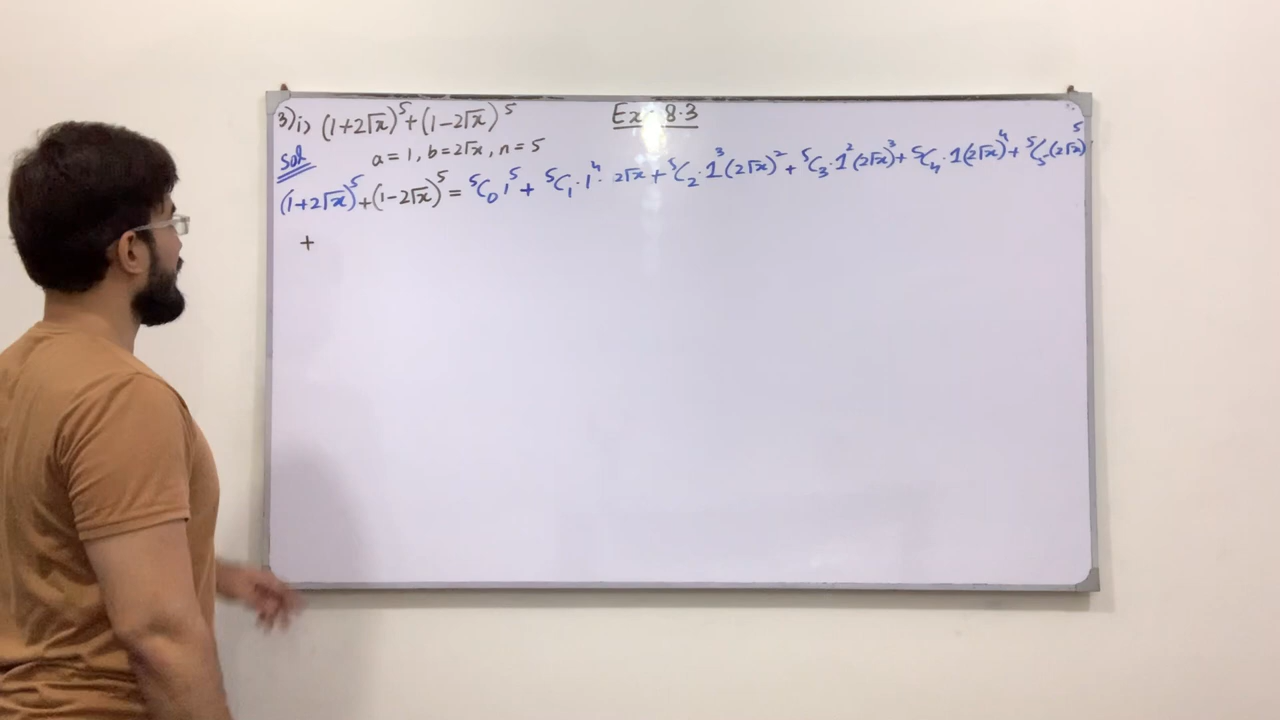 3) i) (1+2√x)⁵ + (1−2√x)⁵
Ex 8.3
Sol
a = 1, b = 2√x, n = 5
(1+2√x)⁵ + (1−2√x)⁵ = ⁵C₀ 1⁵ + ⁵C₁ · 1⁴ · 2√x + ⁵C₂ · 1³ (2√x)² + ⁵C₃ · 1² (2√x)³ + ⁵C₄ · 1 (2√x)⁴ + ⁵C₅ (2√x)⁵
+